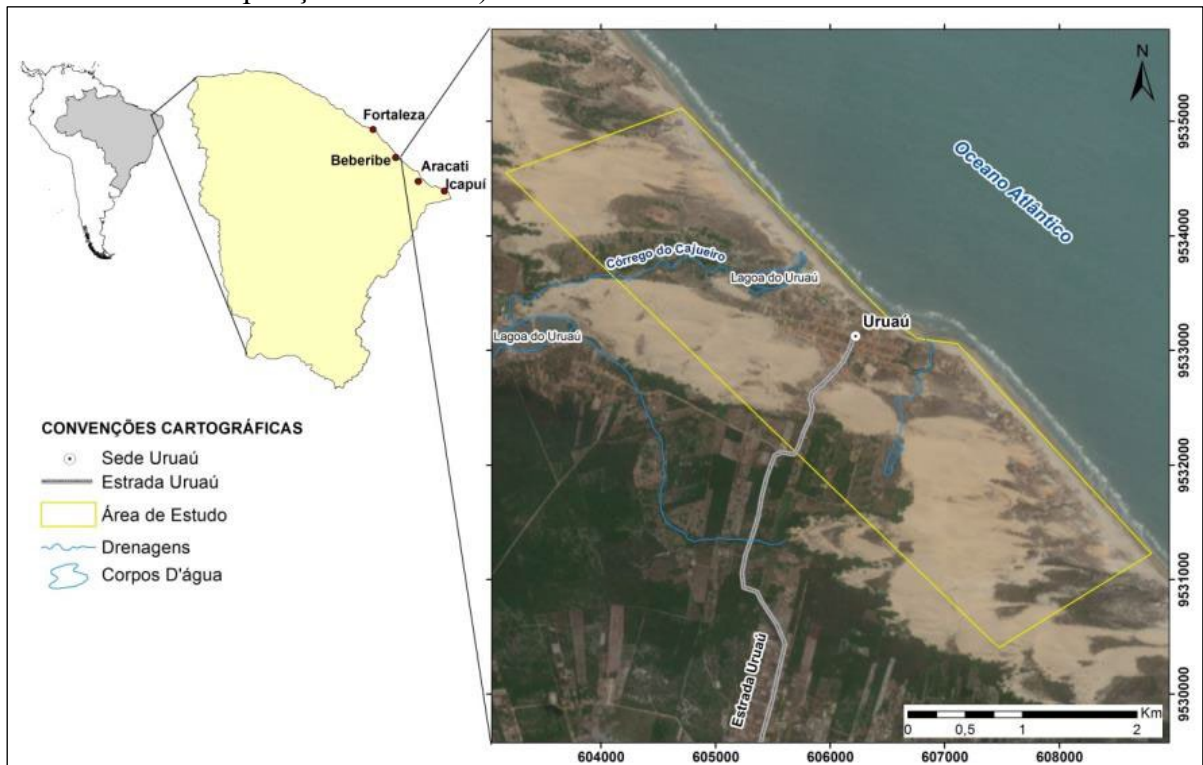 Fortaleza
Beberibe
Aracati
Icapuí
CONVENÇÕES CARTOGRÁFICAS
Sede Uruaú
Estrada Uruaú
Área de Estudo
Drenagens
Corpos D'água
N
Oceano Atlântico
Córrego do Cajueiro
Lagoa do Uruaú
Lagoa do Uruaú
Uruaú
Estrada Uruaú
Km
0 0,5 1 2
9535000
9534000
9533000
9532000
9531000
9530000
604000 605000 606000 607000 608000